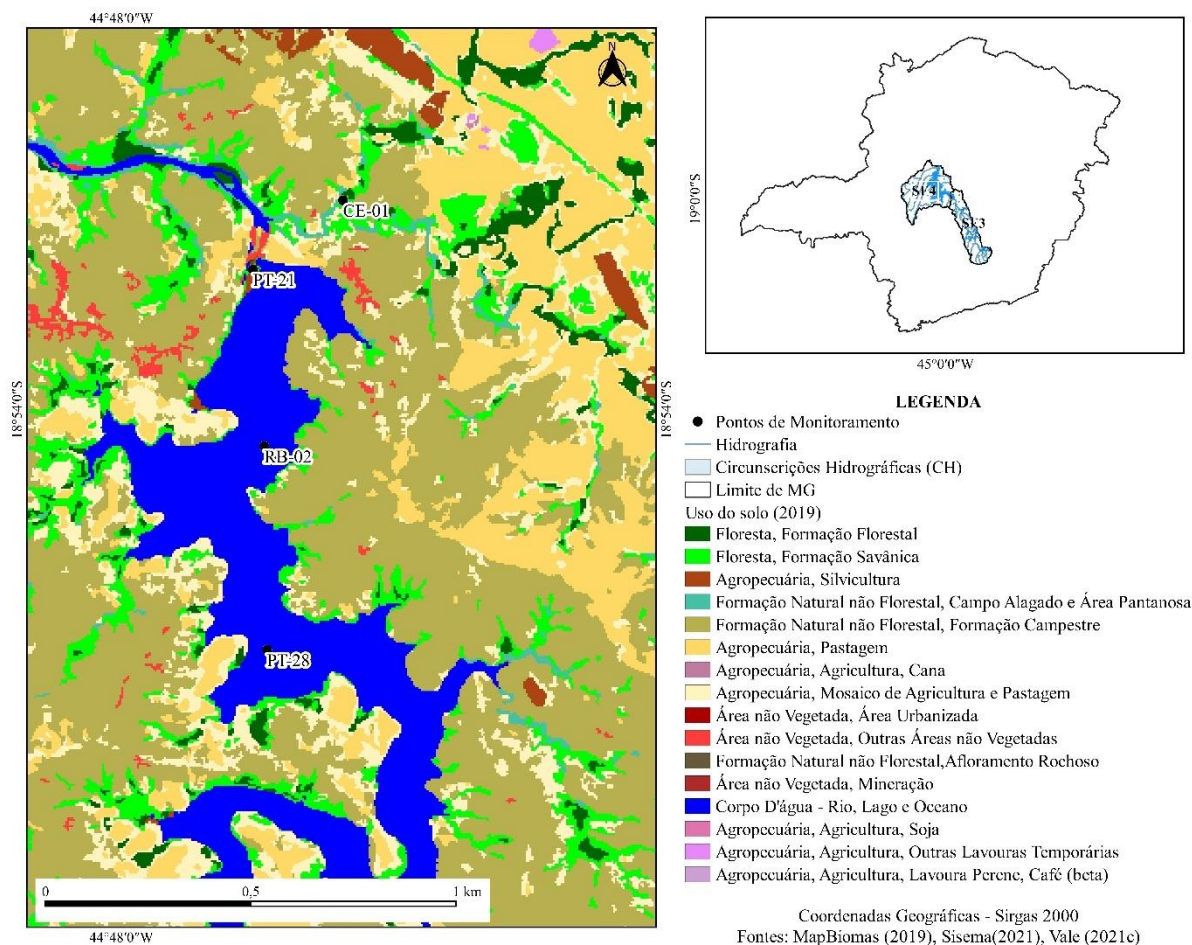 44°48'0"W
N
CE-01
PT-21
18°54'0"S
18°54'0"S
RB-02
PT-28
0
0,5
1 km
44°48'0"W
19°0'0"S
SF4
SF3
45°0'0"W
LEGENDA
Pontos de Monitoramento
Hidrografia
Circunscrições Hidrográficas (CH)
Limite de MG
Uso do solo (2019)
Floresta, Formação Florestal
Floresta, Formação Savânica
Agropecuária, Silvicultura
Formação Natural não Florestal, Campo Alagado e Área Pantanosa
Formação Natural não Florestal, Formação Campestre
Agropecuária, Pastagem
Agropecuária, Agricultura, Cana
Agropecuária, Mosaico de Agricultura e Pastagem
Área não Vegetada, Área Urbanizada
Área não Vegetada, Outras Áreas não Vegetadas
Formação Natural não Florestal,Afloramento Rochoso
Área não Vegetada, Mineração
Corpo D'água - Rio, Lago e Oceano
Agropecuária, Agricultura, Soja
Agropecuária, Agricultura, Outras Lavouras Temporárias
Agropecuária, Agricultura, Lavoura Perene, Café (beta)
Coordenadas Geográficas - Sirgas 2000
Fontes: MapBiomas (2019), Sisema(2021), Vale (2021c)